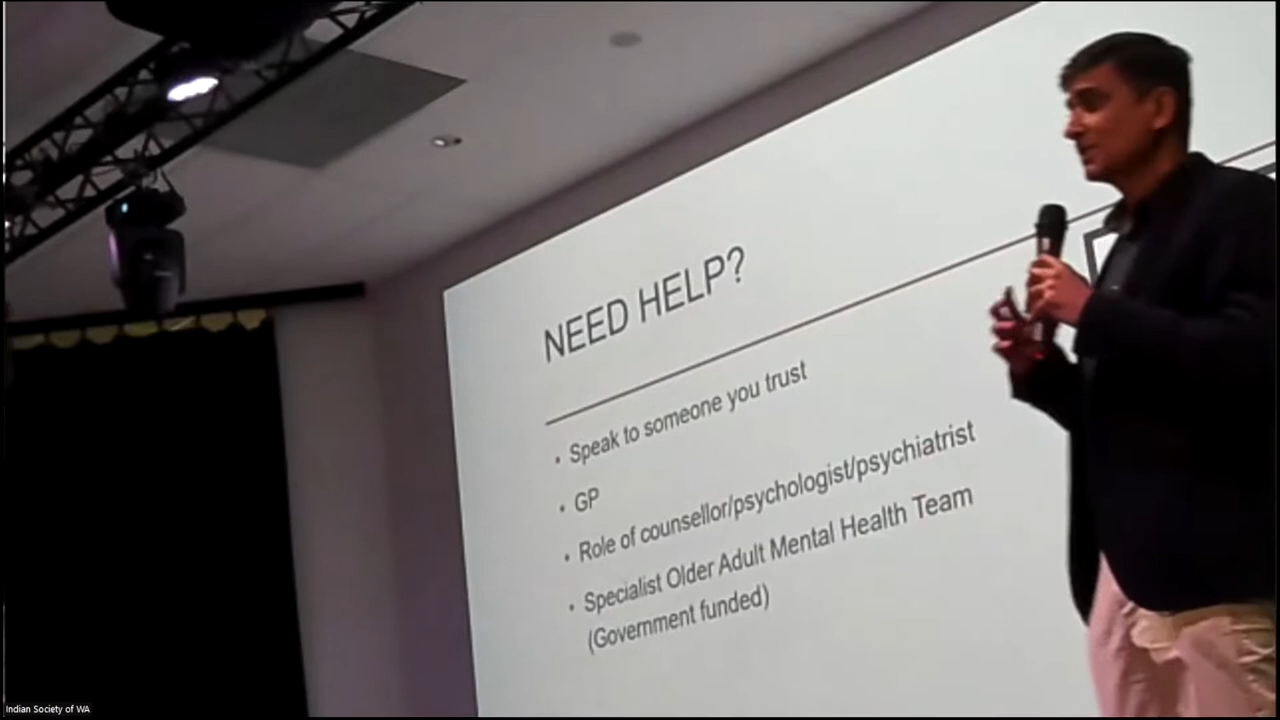 NEED HELP?
• Speak to someone you trust
• GP
• Role of counsellor/psychologist/psychiatrist
• Specialist Older Adult Mental Health Team
(Government funded)
Indian Society of WA